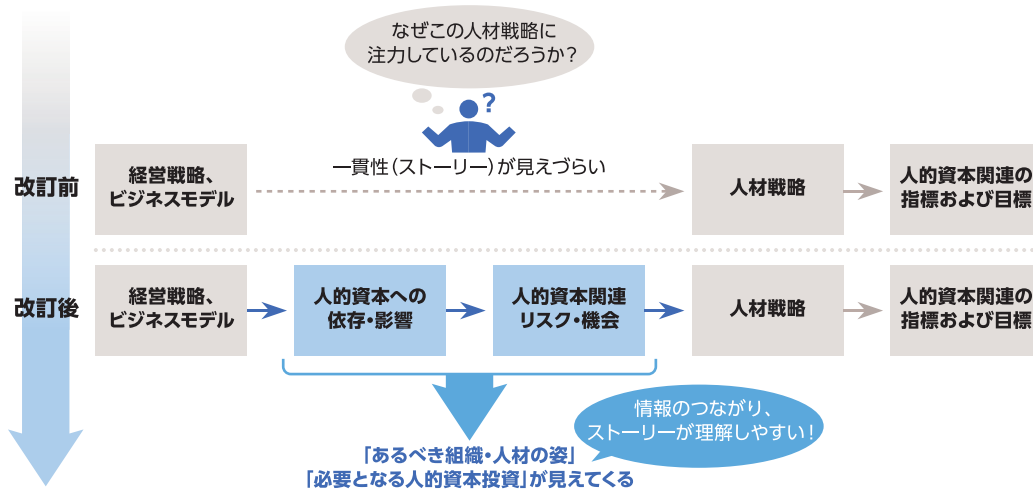 なぜこの人材戦略に
注力しているのだろうか?
?
一貫性(ストーリー)が見えづらい
改訂前
経営戦略、
ビジネスモデル
人材戦略
人的資本関連の
指標および目標
改訂後
経営戦略、
ビジネスモデル
人的資本への
依存・影響
人的資本関連
リスク・機会
人材戦略
人的資本関連の
指標および目標
情報のつながり、
ストーリーが理解しやすい!
「あるべき組織・人材の姿」
「必要となる人的資本投資」が見えてくる